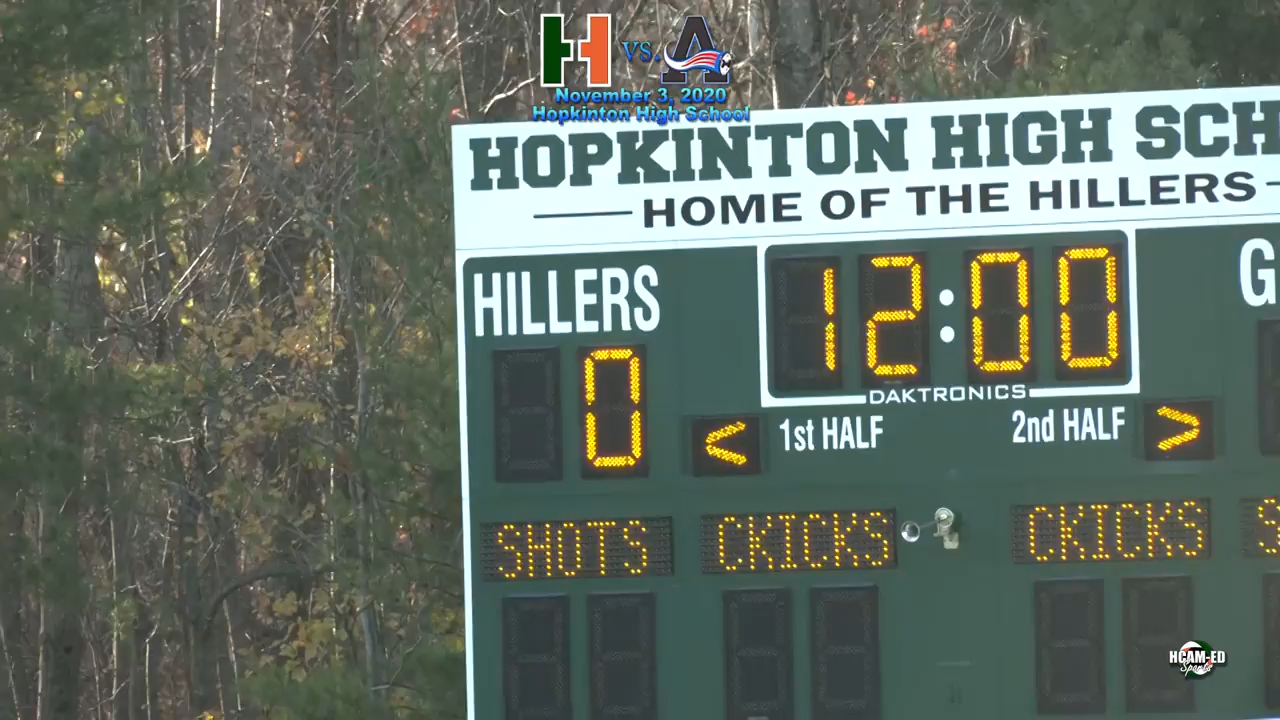 H vs. A
November 3, 2020
Hopkinton High School
HOPKINTON HIGH SCH
HOME OF THE HILLERS
HILLERS
12:00
G
0
DAKTRONICS
< 1st HALF 2nd HALF >
SHOTS CKICKS CKICKS S
HCAM-ED
Sports